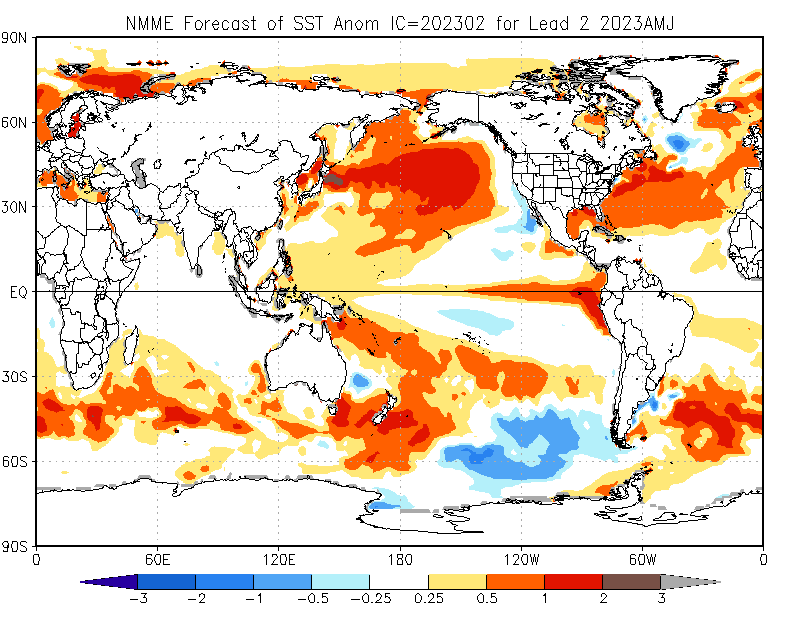 NMME Forecast of SST Anom IC=202302 for Lead 2 2023AMJ
90N
60N
30N
EQ
30S
60S
90S
0 60E 120E 180 120W 60W 0
-3 -2 -1 -0.5 -0.25 0.25 0.5 1 2 3